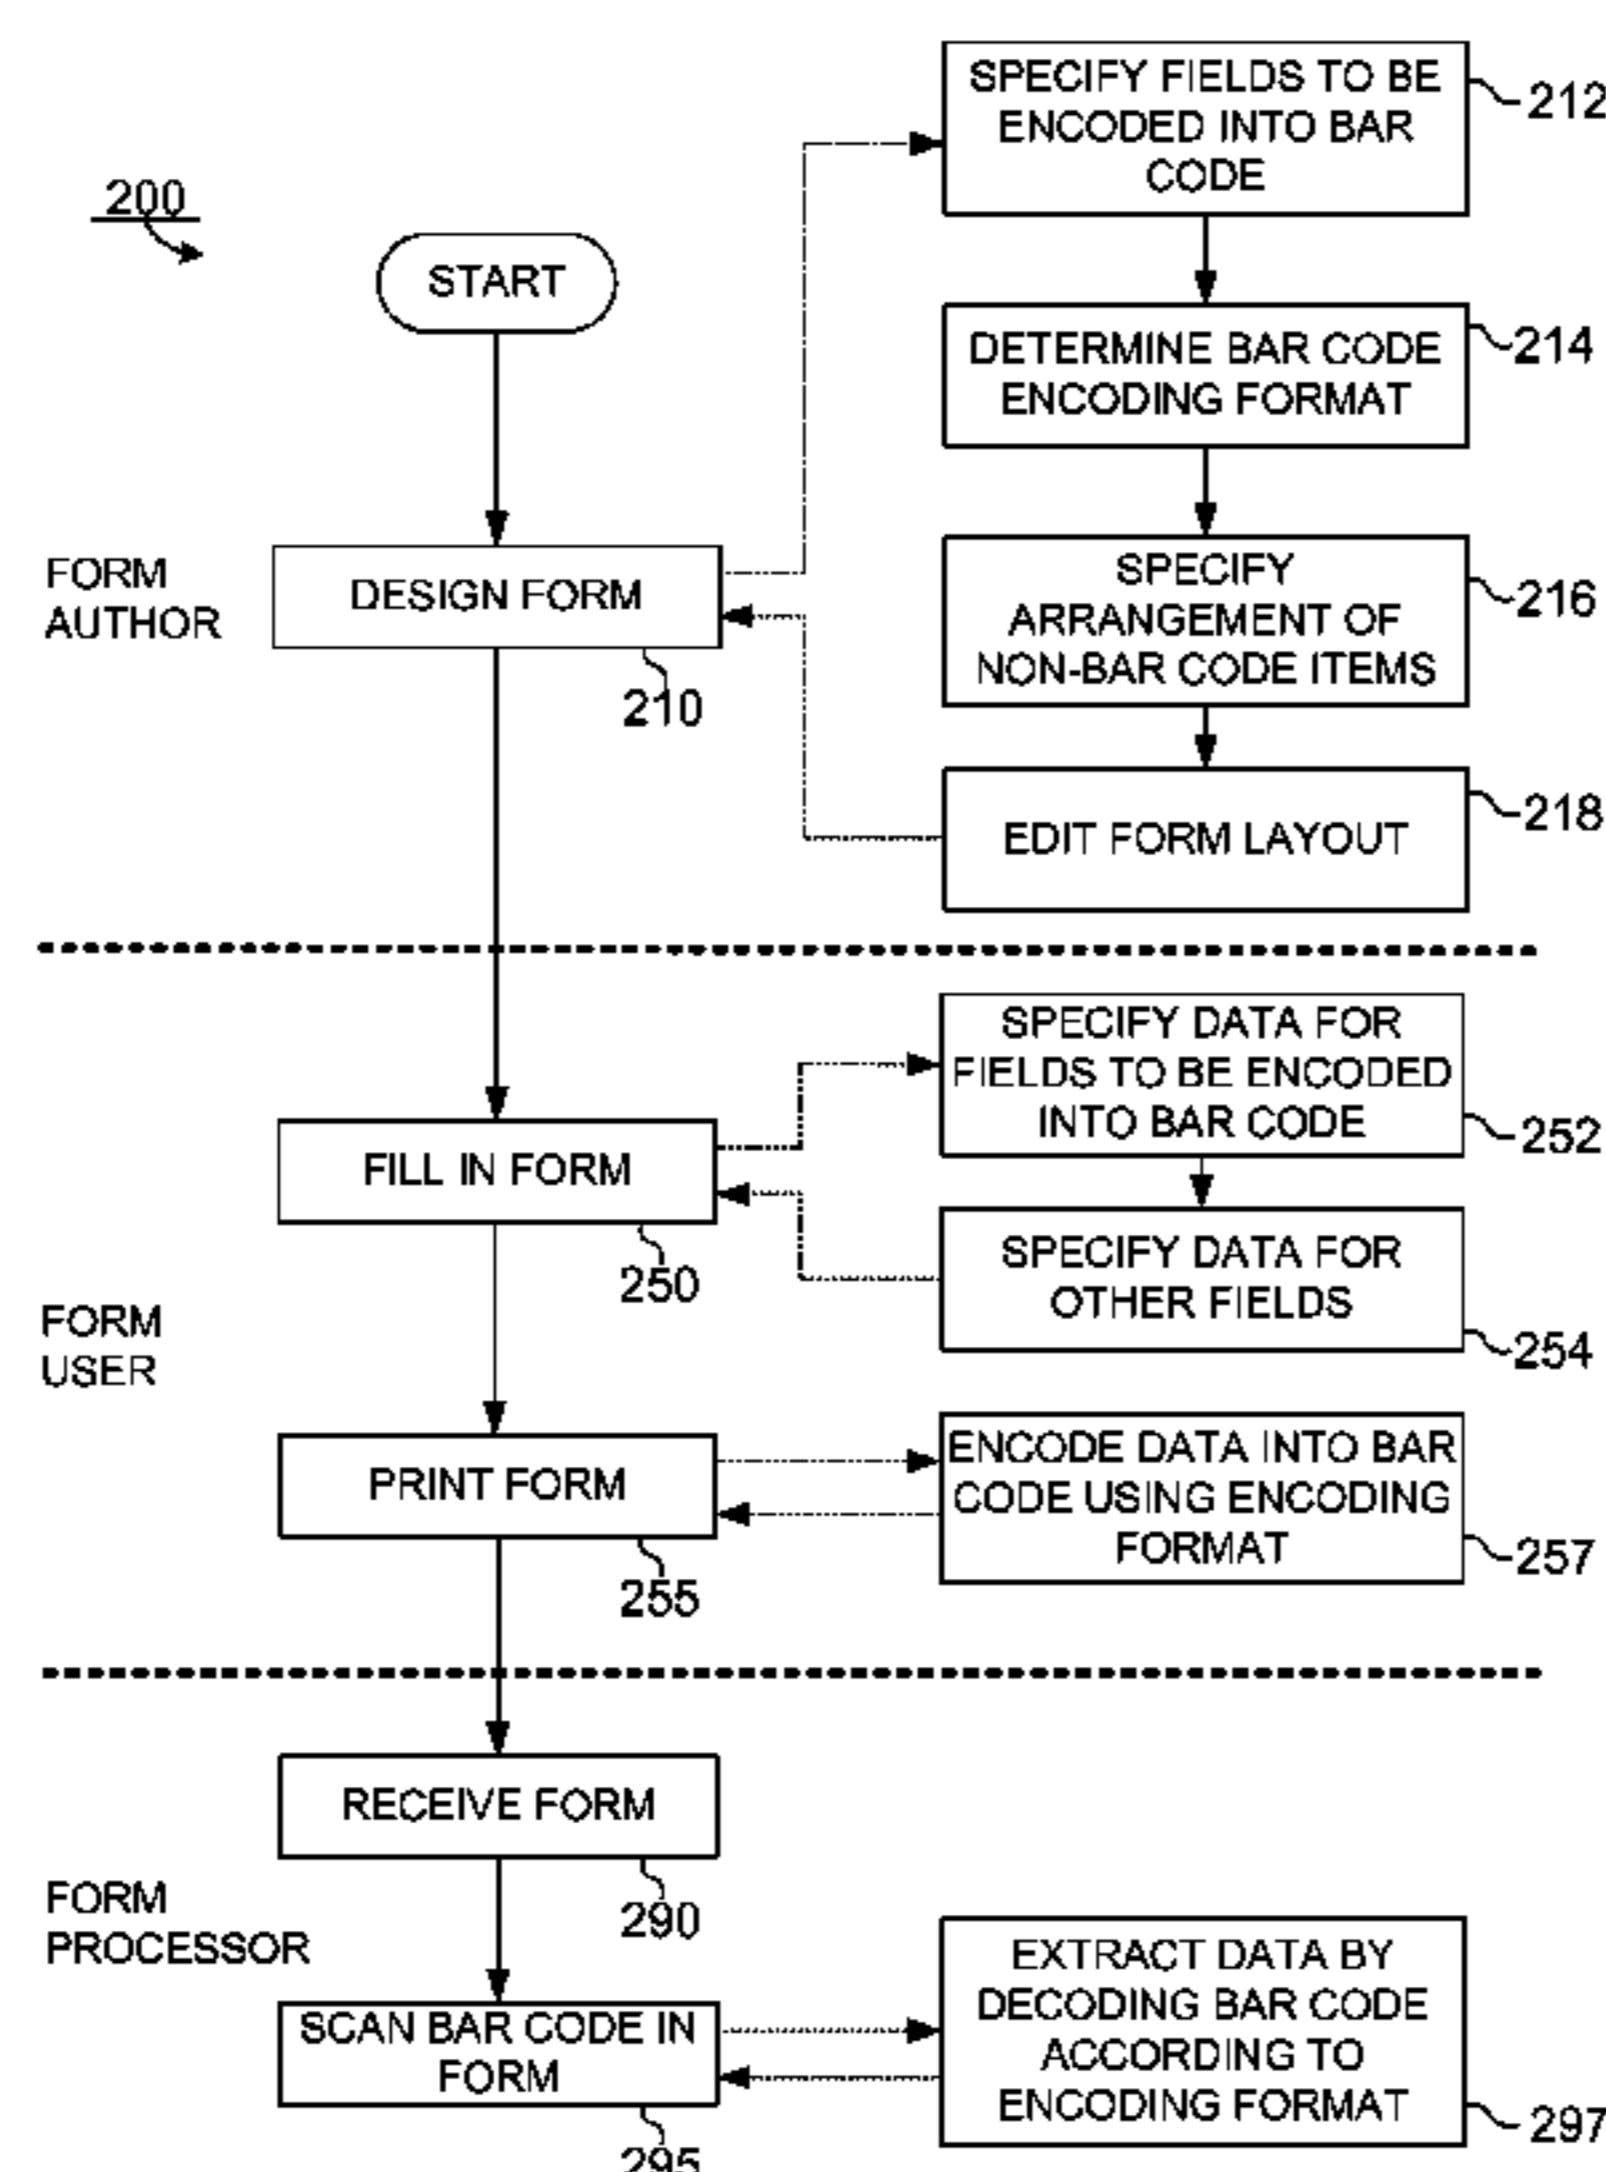 200
START
SPECIFY FIELDS TO BE
ENCODED INTO BAR
CODE
212
DETERMINE BAR CODE
ENCODING FORMAT
214
FORM
AUTHOR
DESIGN FORM
210
SPECIFY
ARRANGEMENT OF
NON-BAR CODE ITEMS
216
EDIT FORM LAYOUT
218
FORM
USER
FILL IN FORM
250
SPECIFY DATA FOR
FIELDS TO BE ENCODED
INTO BAR CODE
252
SPECIFY DATA FOR
OTHER FIELDS
254
PRINT FORM
255
ENCODE DATA INTO BAR
CODE USING ENCODING
FORMAT
257
FORM
PROCESSOR
RECEIVE FORM
290
SCAN BAR CODE IN
FORM
295
EXTRACT DATA BY
DECODING BAR CODE
ACCORDING TO
ENCODING FORMAT
297